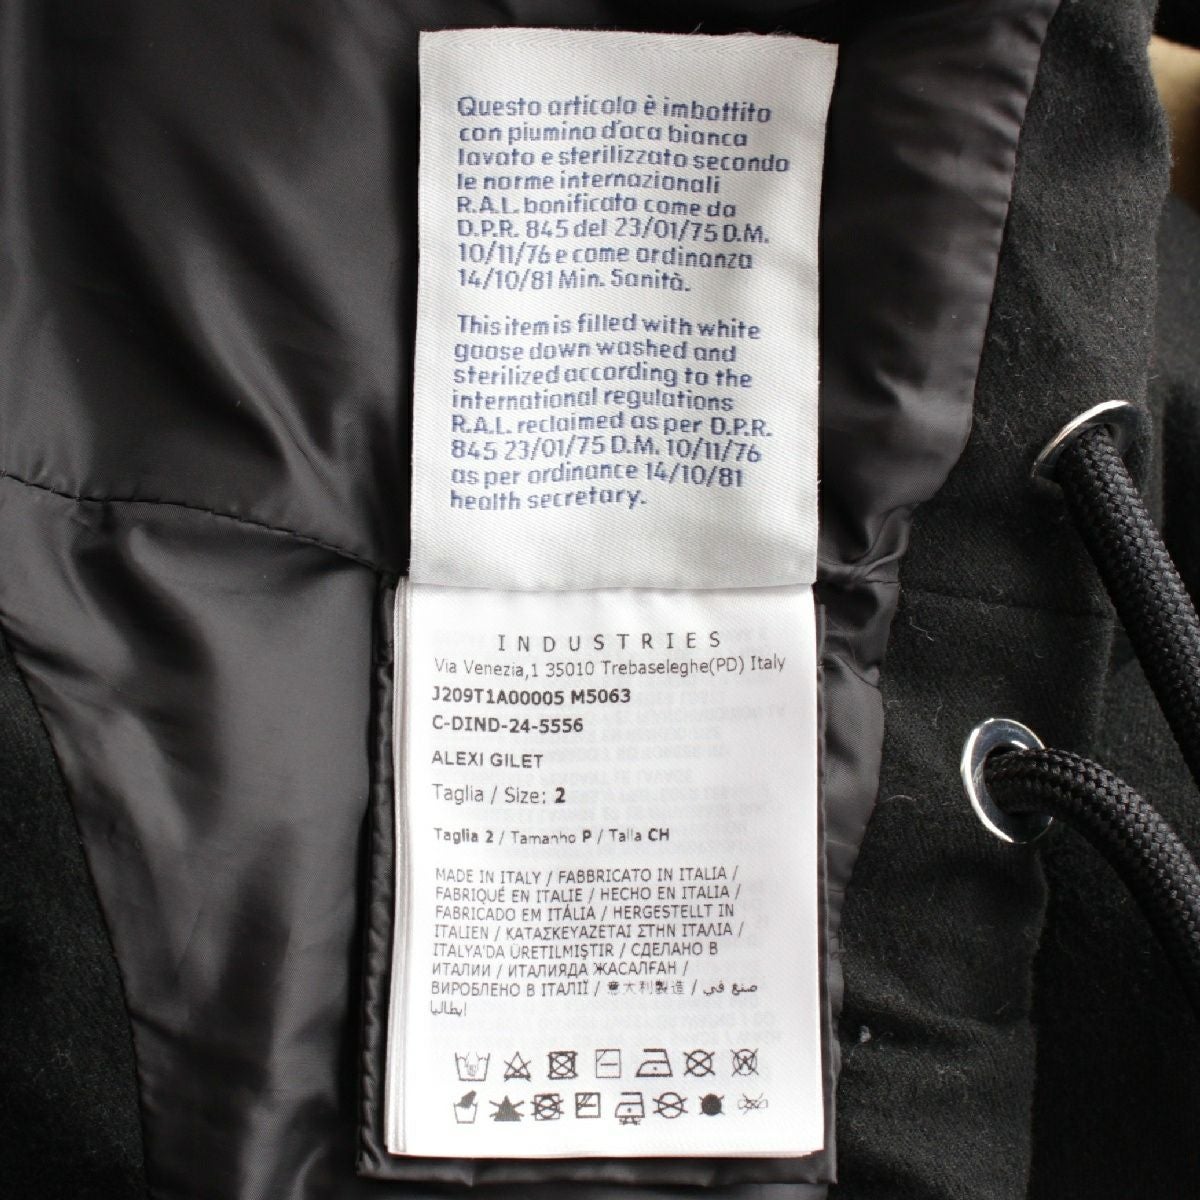 Questo articolo è imbottito
con piumino d'oca bianca
lavato e sterilizzato secondo
le norme internazionali
R.A.L. bonificato come da
D.P.R. 845 del 23/01/75 D.M.
10/11/76 e come ordinanza
14/10/81 Min. Sanità.
This item is filled with white
goose down washed and
sterilized according to the
international regulations
R.A.L. reclaimed as per D.P.R.
845 23/01/75 D.M. 10/11/76
as per ordinance 14/10/81
health secretary.
INDUSTRIES
Via Venezia,1 35010 Trebaseleghe(PD) Italy
J209T1A00005 M5063
C-DIND-24-5556
ALEXI GILET
Taglia / Size: 2
Taglia 2 / Tamanho P / Talla CH
MADE IN ITALY / FABBRICATO IN ITALIA /
FABRIQUÉ EN ITALIE / HECHO EN ITALIA /
FABRICADO EM ITÁLIA / HERGESTELLT IN
ITALIEN / ΚΑΤΑΣΚΕΥΑΖΕΤΑΙ ΣΤΗΝ ΙΤΑΛΙΑ /
ITALYA'DA ÜRETILMIŞTIR / СДЕЛАНО В
ИТАЛИИ / ИТАЛИЯДА ЖАСАЛҒАН /
ВИРОБЛЕНО В ІТАЛІЇ / 意大利製造 / صنع في
إيطاليا